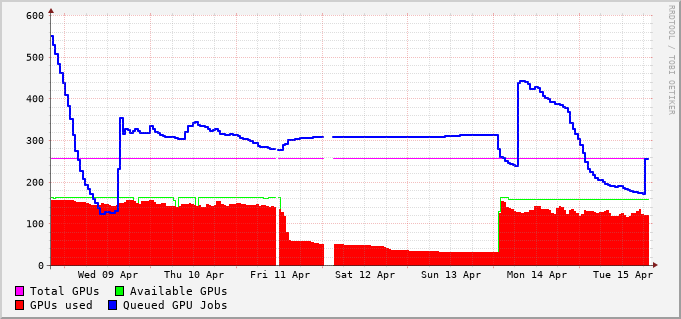 RRDTOOL / TOBI OETIKER
600
500
400
300
200
100
0
Wed 09 Apr Thu 10 Apr Fri 11 Apr Sat 12 Apr Sun 13 Apr Mon 14 Apr Tue 15 Apr
Total GPUs Available GPUs
GPUs used Queued GPU Jobs